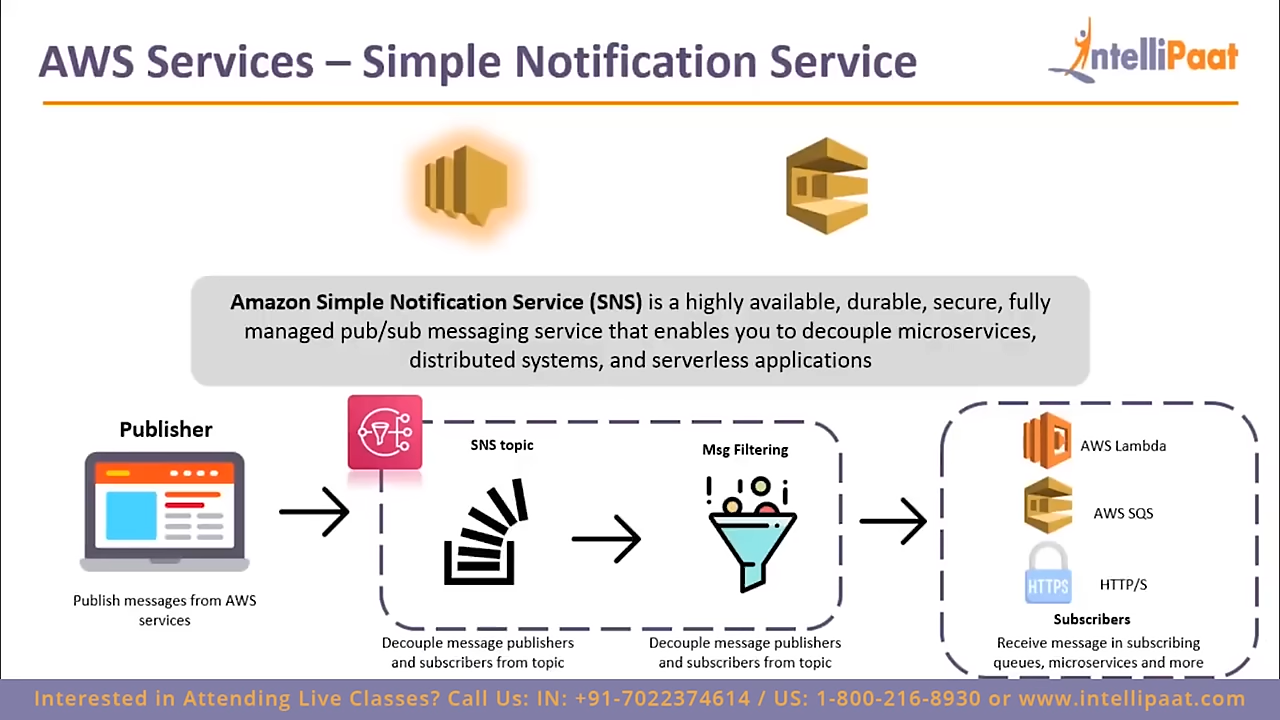 AWS Services – Simple Notification Service
IntelliPaat
Amazon Simple Notification Service (SNS) is a highly available, durable, secure, fully
managed pub/sub messaging service that enables you to decouple microservices,
distributed systems, and serverless applications
Publisher
Publish messages from AWS
services
SNS topic
Decouple message publishers
and subscribers from topic
Msg Filtering
Decouple message publishers
and subscribers from topic
AWS Lambda
AWS SQS
HTTPS
HTTP/S
Subscribers
Receive message in subscribing
queues, microservices and more
Interested in Attending Live Classes? Call Us: IN: +91-7022374614 / US: 1-800-216-8930 or www.intellipaat.com